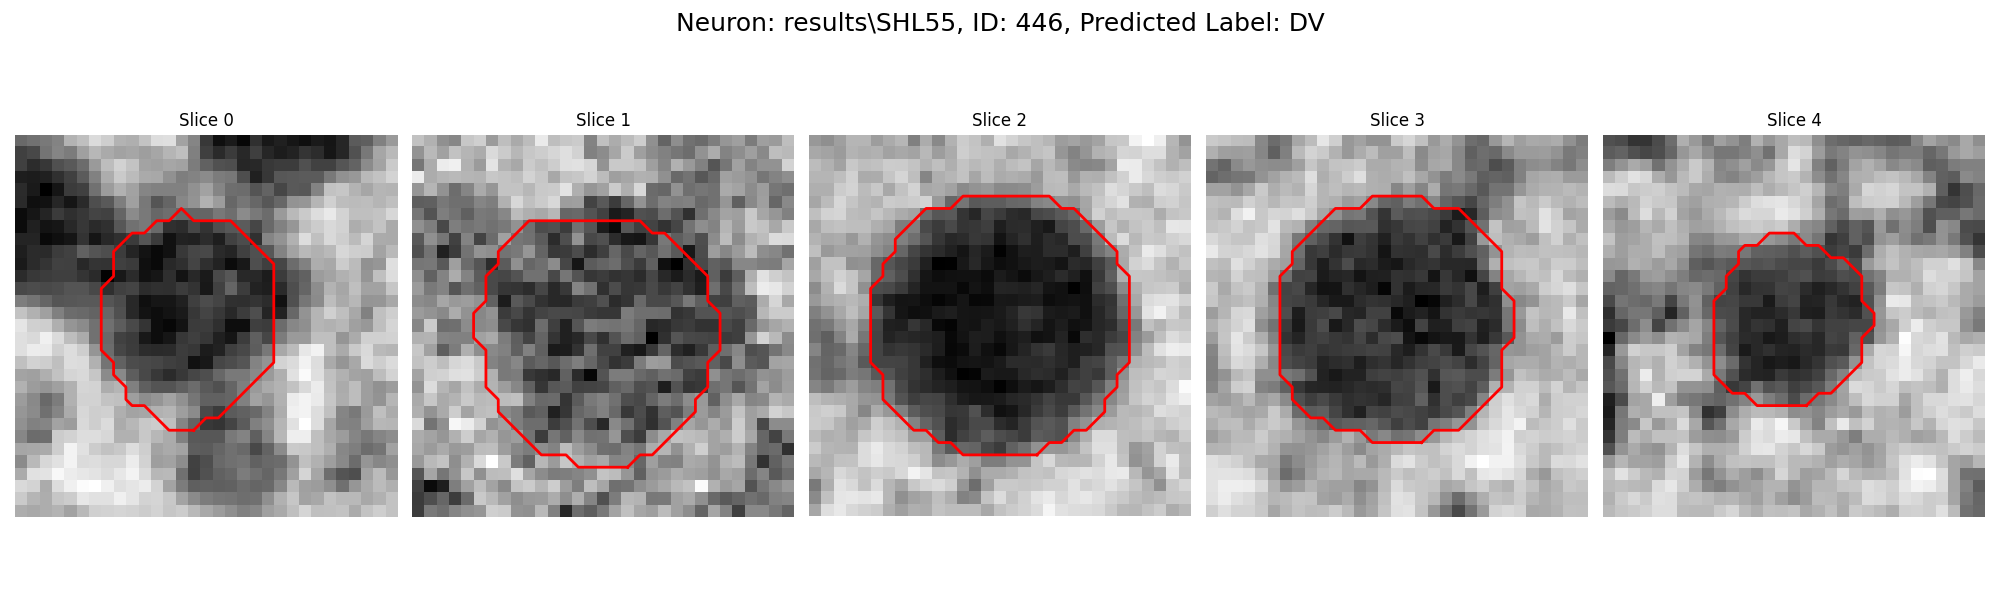 Neuron: results\SHL55, ID: 446, Predicted Label: DV
Slice 0
Slice 1
Slice 2
Slice 3
Slice 4